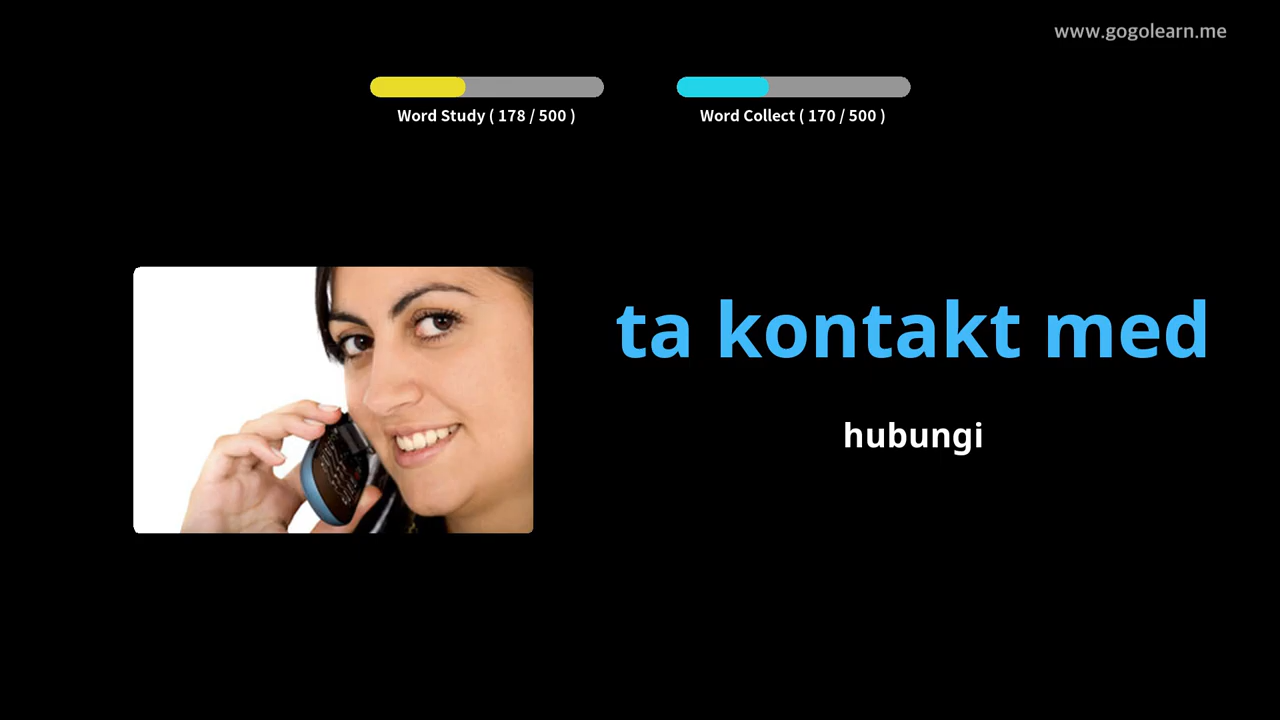 www.gogolearn.me
Word Study ( 178 / 500 )
Word Collect ( 170 / 500 )
ta kontakt med
hubungi